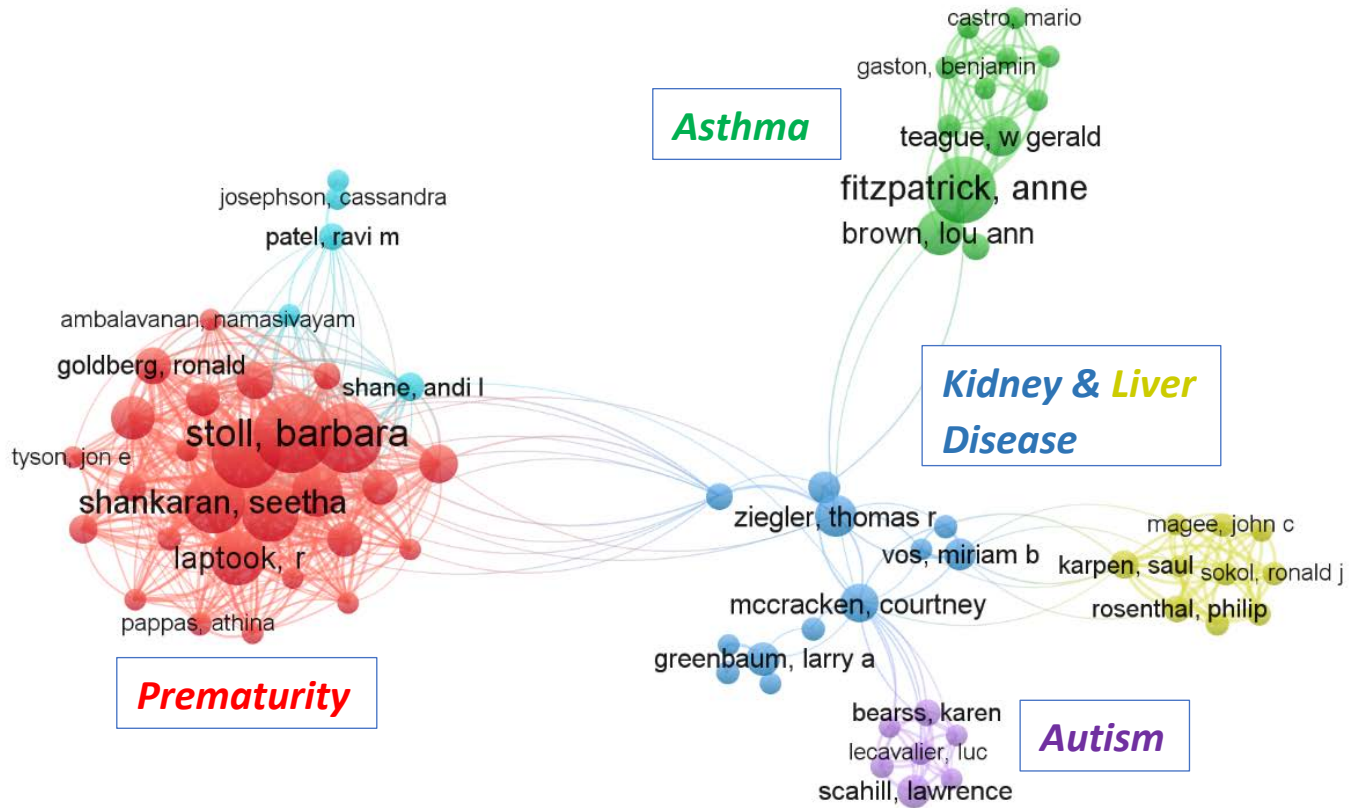 castro, mario
gaston, benjamin
Asthma
teague, w gerald
fitzpatrick, anne
brown, lou ann
josephson, cassandra
patel, ravi m
ambalavanan, namasivayam
goldberg, ronald
shane, andi l
stoll, barbara
tyson, jon e
shankaran, seetha
laptook, r
pappas, athina
Prematurity
Kidney & Liver
Disease
ziegler, thomas r
vos, miriam b
mccracken, courtney
greenbaum, larry a
magee, john c
karpen, saul
sokol, ronald j
rosenthal, philip
bearss, karen
lecavalier, luc
scahill, lawrence
Autism